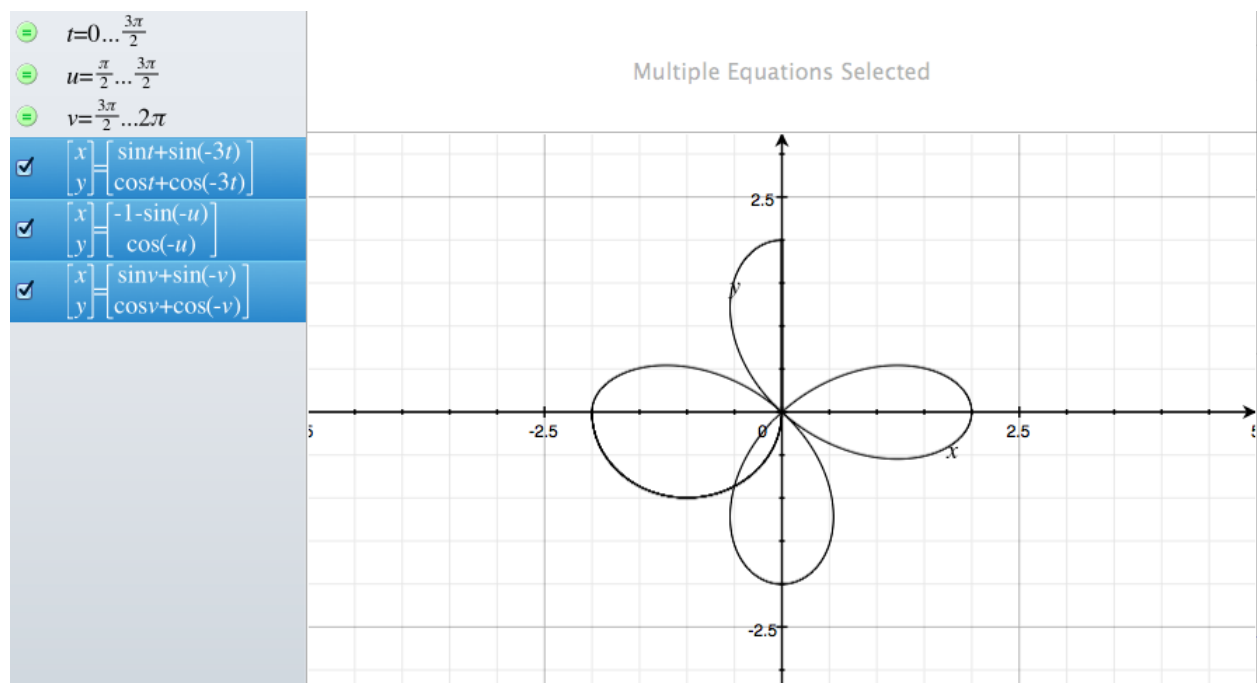 t=0...3π/2
u=π/2...3π/2
v=3π/2...2π
[x y]=[sint+sin(-3t) cost+cos(-3t)]
[x y]=[-1-sin(-u) cos(-u)]
[x y]=[sinv+sin(-v) cosv+cos(-v)]
Multiple Equations Selected
2.5
y
5
-2.5
0
2.5
5
x
-2.5